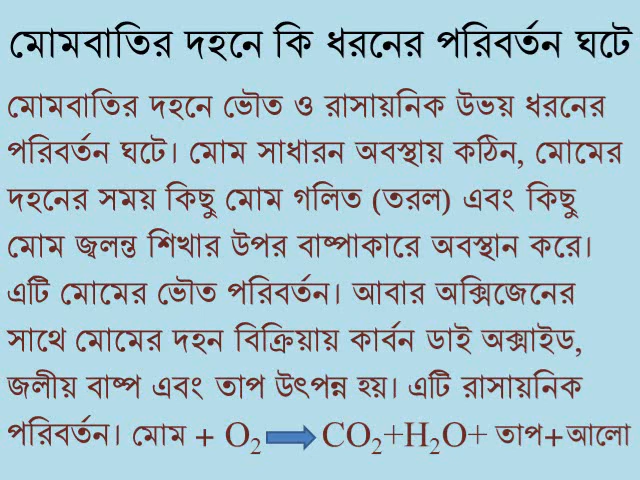 মোমবাতির দহনে কি ধরনের পরিবর্তন ঘটে
মোমবাতির দহনে ভৌত ও রাসায়নিক উভয় ধরনের
পরিবর্তন ঘটে। মোম সাধারন অবস্থায় কঠিন, মোমের
দহনের সময় কিছু মোম গলিত (তরল) এবং কিছু
মোম জ্বলন্ত শিখার উপর বাষ্পাকারে অবস্থান করে।
এটি মোমের ভৌত পরিবর্তন। আবার অক্সিজেনের
সাথে মোমের দহন বিক্রিয়ায় কার্বন ডাই অক্সাইড,
জলীয় বাষ্প এবং তাপ উৎপন্ন হয়। এটি রাসায়নিক
পরিবর্তন। মোম + O₂ ➡ CO₂+H₂O+ তাপ+আলো